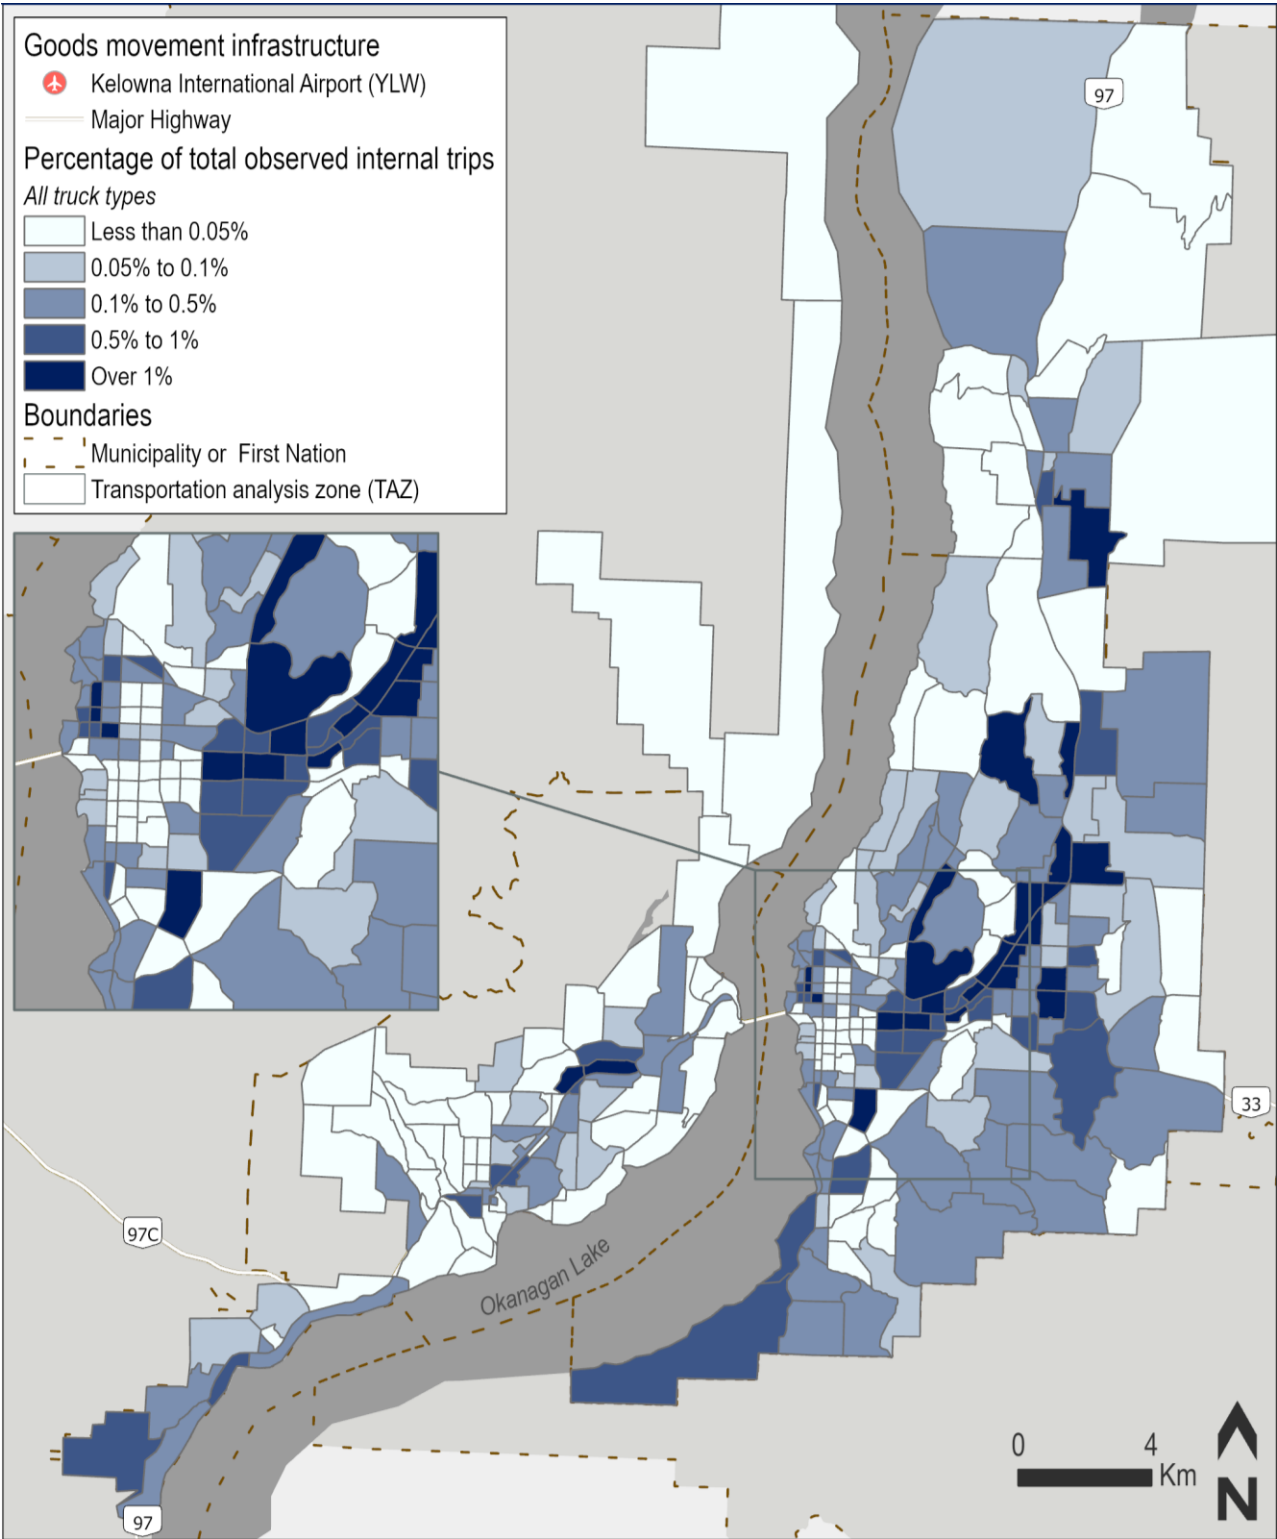 Goods movement infrastructure
Kelowna International Airport (YLW)
Major Highway
Percentage of total observed internal trips
All truck types
Less than 0.05%
0.05% to 0.1%
0.1% to 0.5%
0.5% to 1%
Over 1%
Boundaries
Municipality or First Nation
Transportation analysis zone (TAZ)
97
33
97C
Okanagan Lake
0 4
Km
N
97